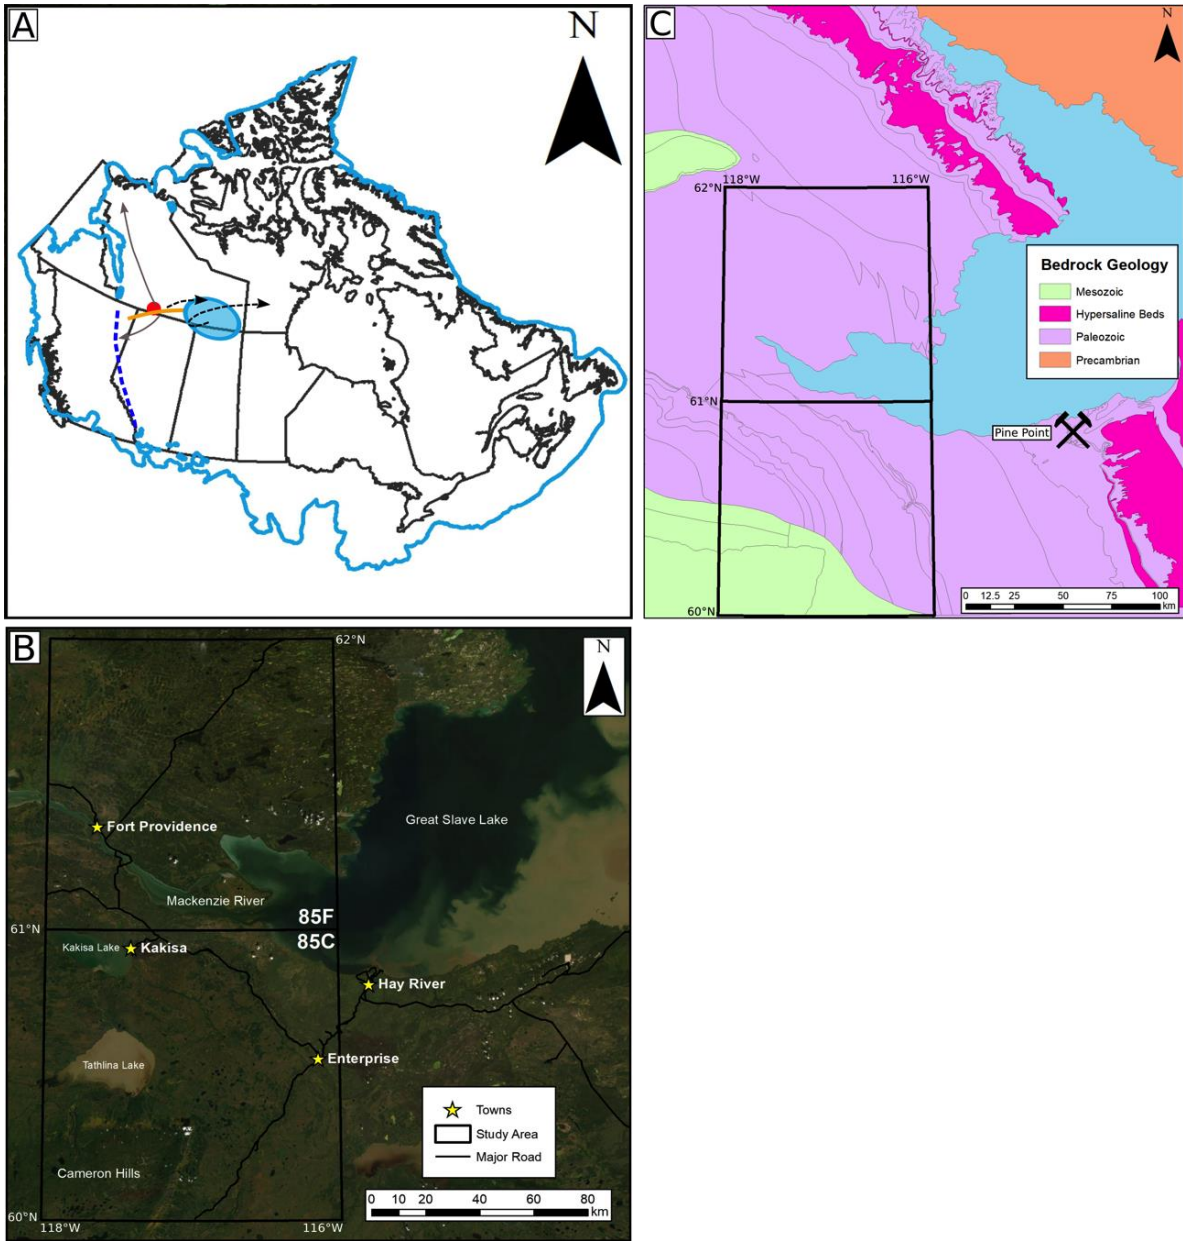 A
N
C
N
118°W
116°W
62°N
Bedrock Geology
Mesozoic
Hypersaline Beds
Paleozoic
Precambrian
61°N
Pine Point
60°N
0 12.5 25 50 75 100
km
B
62°N
N
Great Slave Lake
Fort Providence
Mackenzie River
85F
61°N
85C
Kakisa Lake
Kakisa
Hay River
Tathlina Lake
Enterprise
Towns
Study Area
Major Road
Cameron Hills
0 10 20 40 60 80
km
60°N
118°W
116°W